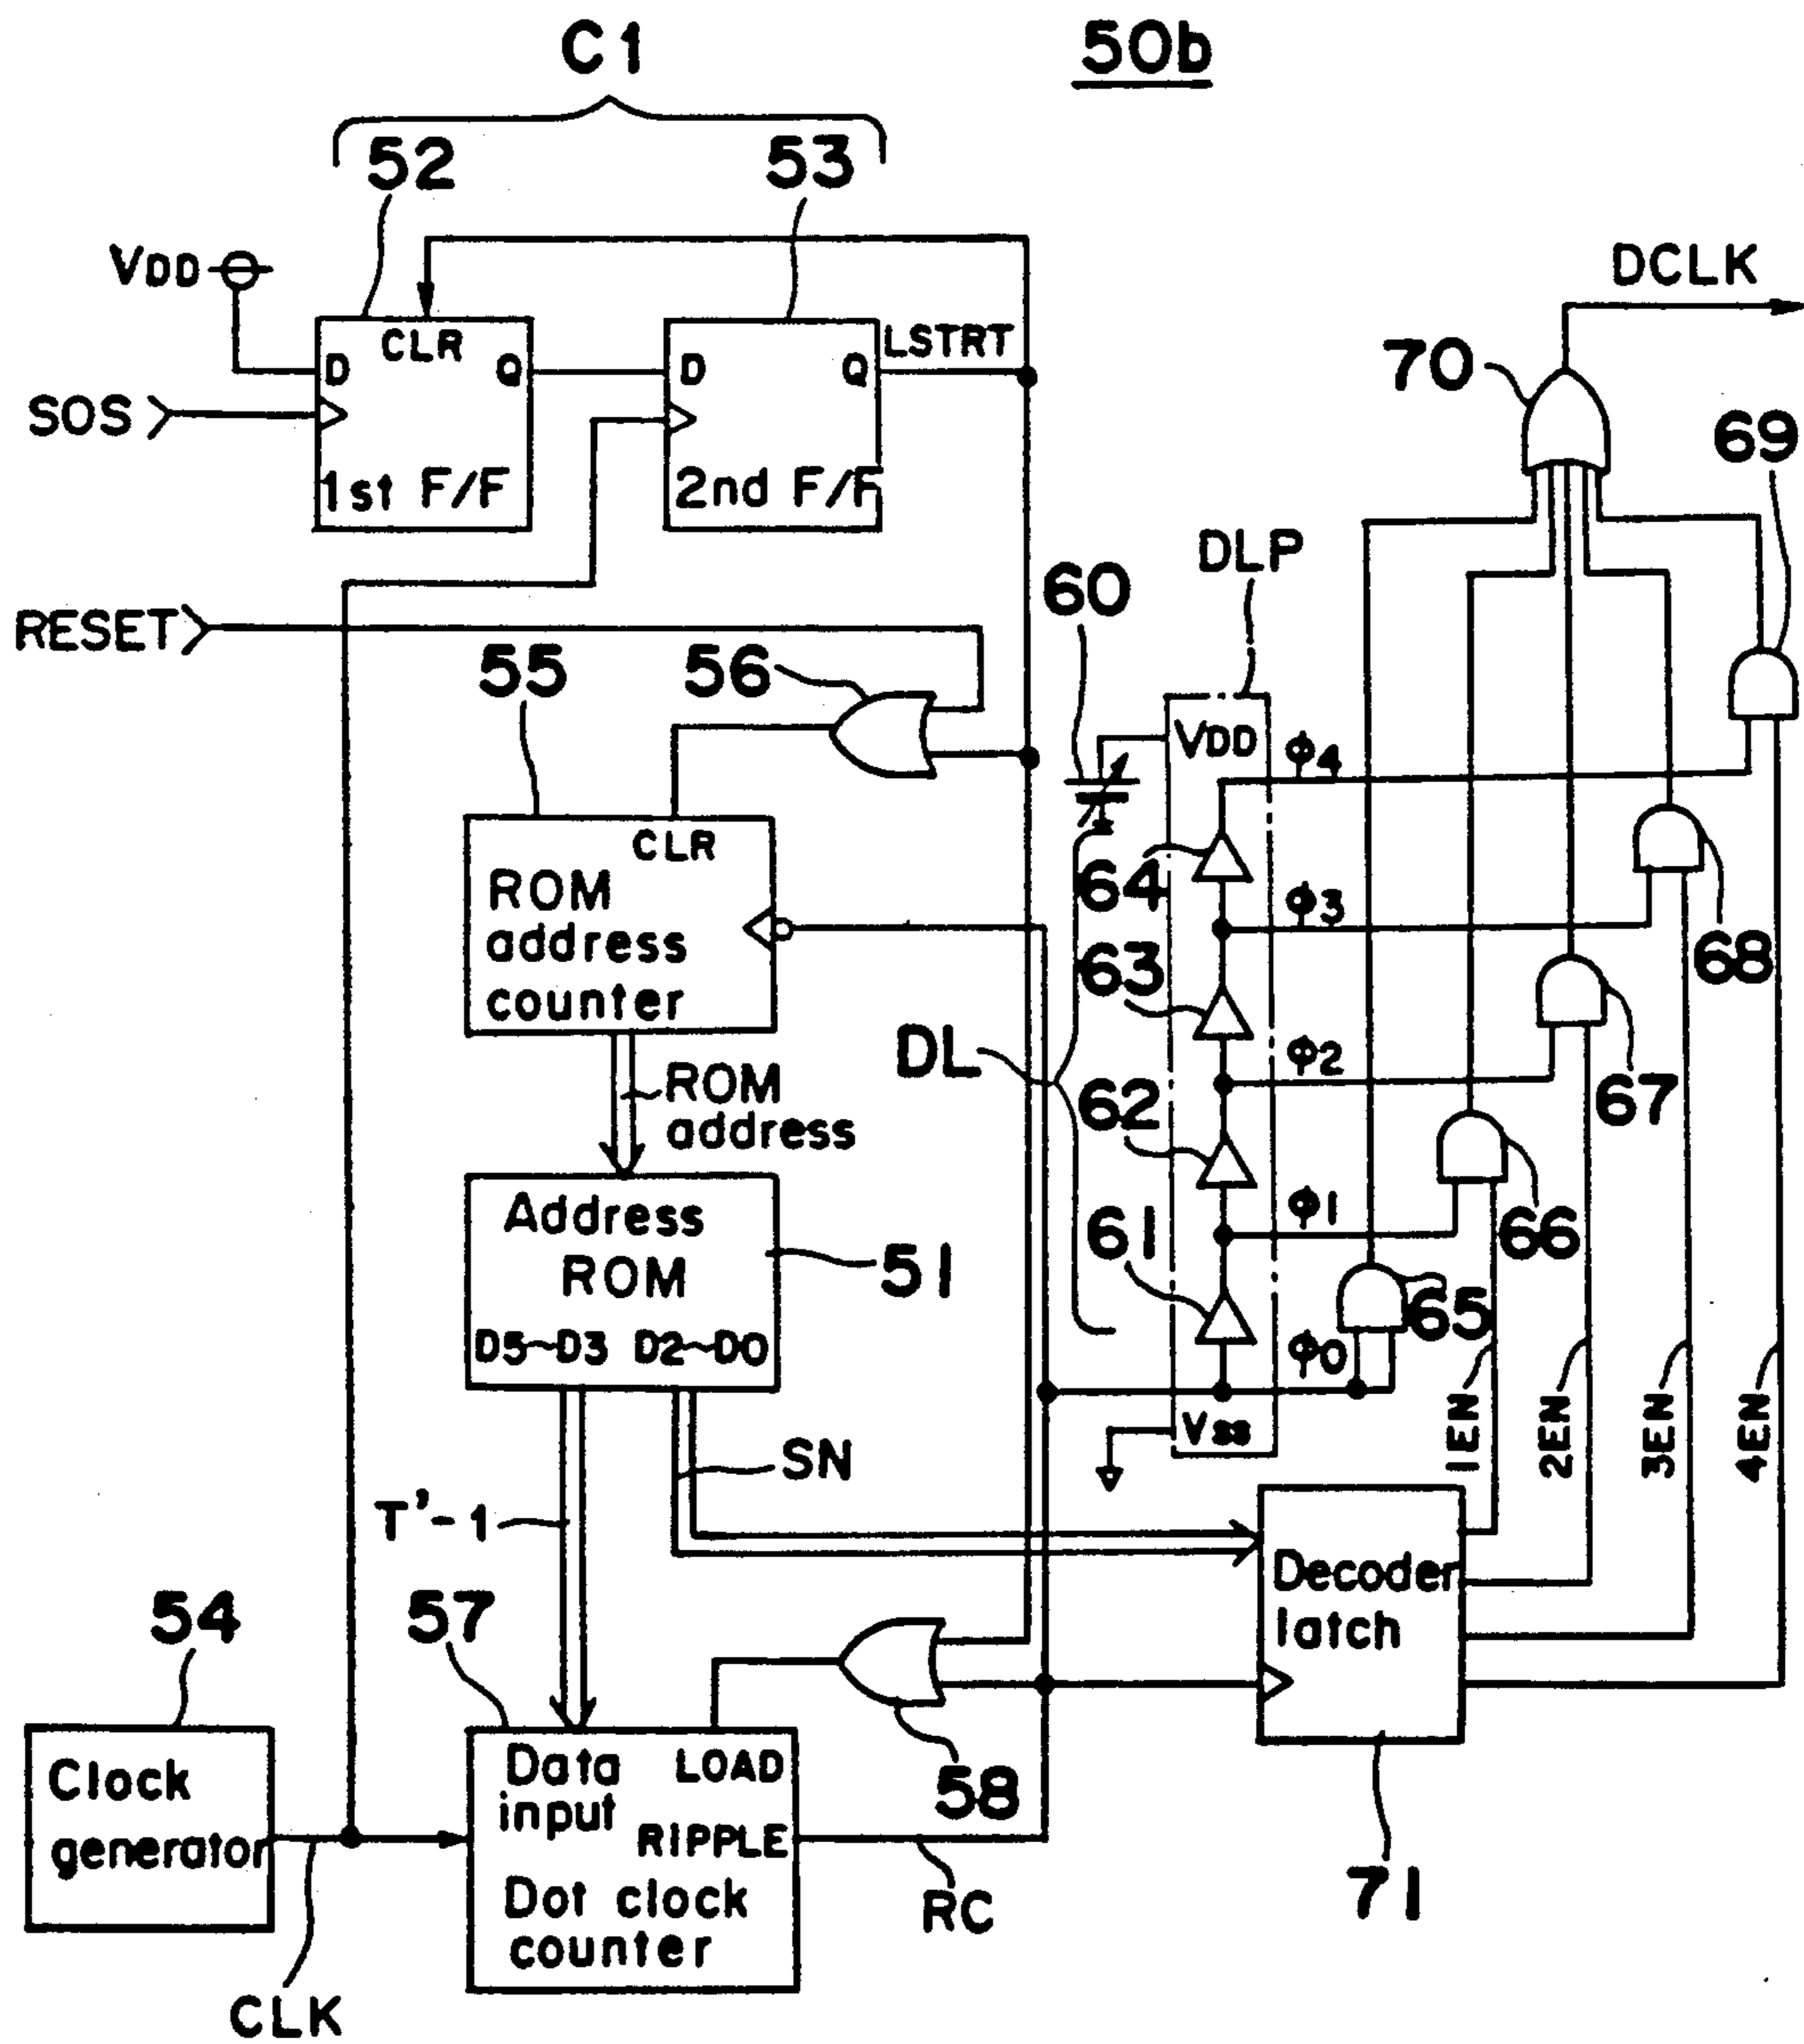 C1
50b
52
53
VDD
CLR
D
Q
SOS
1st F/F
D
Q
LSTRT
2nd F/F
DCLK
70
69
RESET
55
56
60
DLP
VDD
ϕ4
CLR
ROM
address
counter
64
ϕ3
68
63
DL
ϕ2
67
62
ROM
address
ϕ1
66
61
65
ϕ0
Address
ROM
51
D5~D3 D2~D0
VSS
1EN
2EN
3EN
4EN
SN
T'-1
Decoder
latch
54
57
58
71
Clock
generator
Data
input
LOAD
RIPPLE
Dot clock
counter
RC
CLK